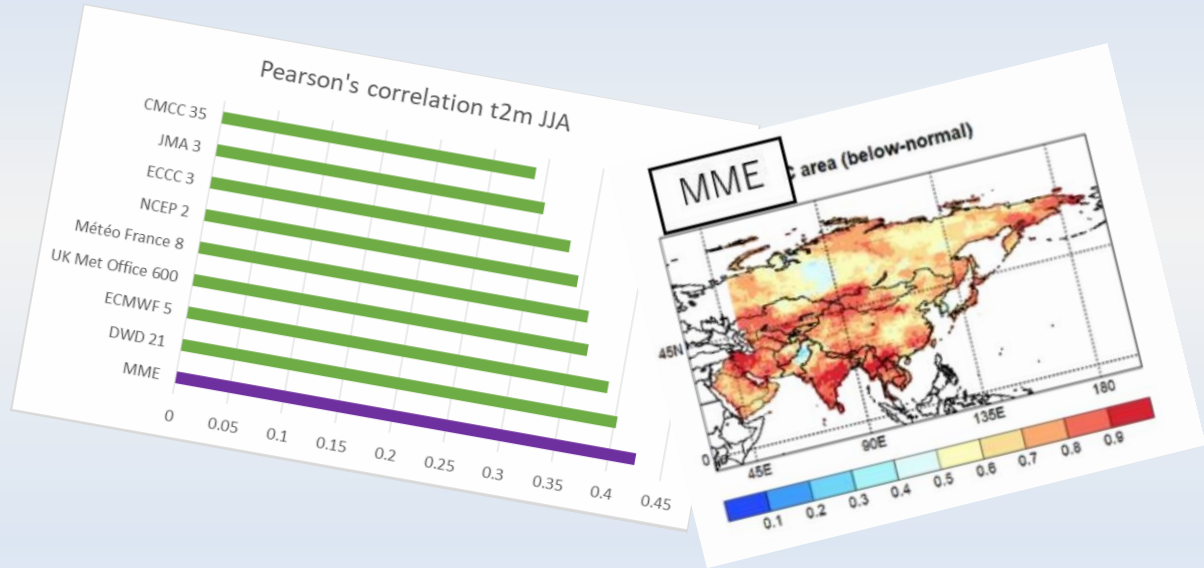 Pearson's correlation t2m JJA
CMCC 35
JMA 3
ECCC 3
NCEP 2
Météo France 8
UK Met Office 600
ECMWF 5
DWD 21
MME
0 0.05 0.1 0.15 0.2 0.25 0.3 0.35 0.4 0.45
MME
area (below-normal)
45N
0
45E 90E 135E 180
0.1 0.2 0.3 0.4 0.5 0.6 0.7 0.8 0.9